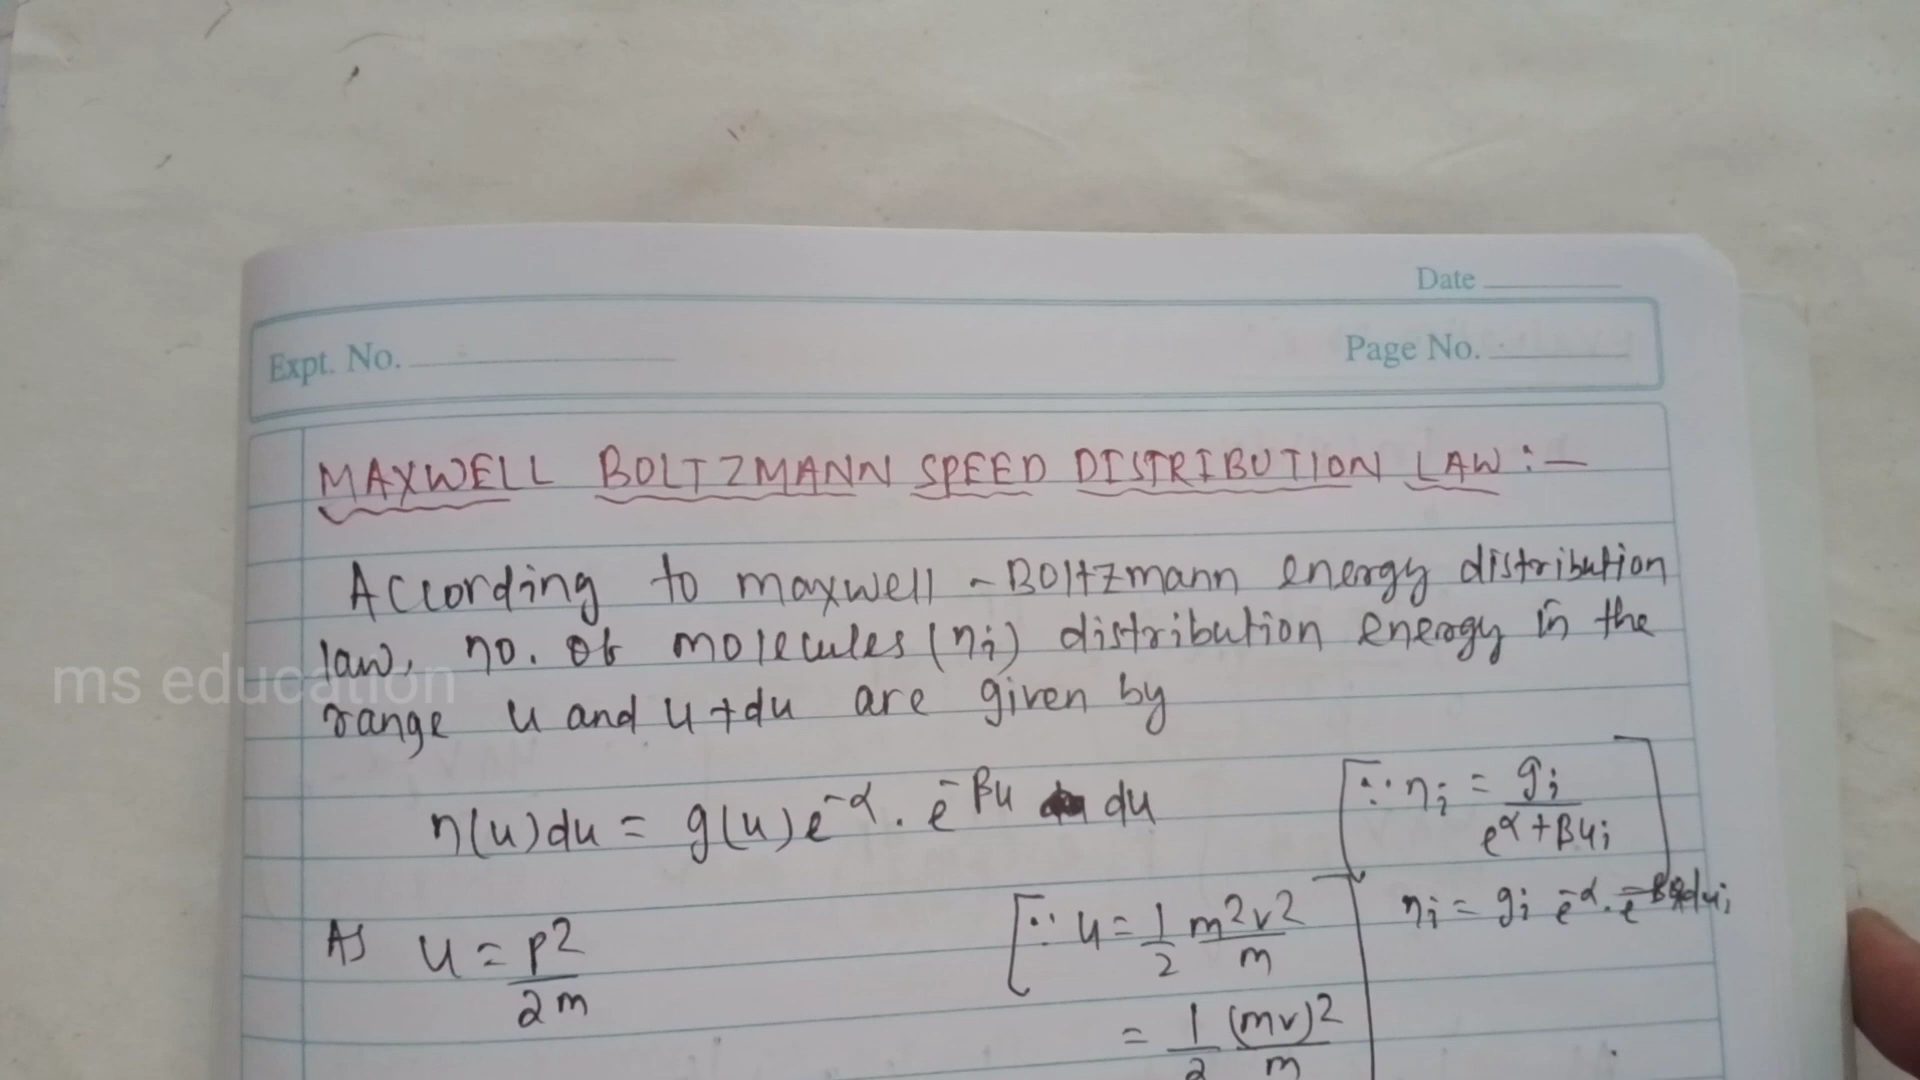 Date
Expt. No.
Page No.
MAXWELL BOLTZMANN SPEED DISTRIBUTION LAW :-
According to maxwell - Boltzmann energy distribution
law, no. of molecules (ni) distribution energy in the
ms education
range u and u+du are given by
n(u)du = g(u)e^-α . e^-βu du
[∵ ni = gi / e^α+βui]
ni = gi e^-α .
As u = p² / 2m
[∵ u = 1/2 m²v²/m
= 1/2 (mv)²/m